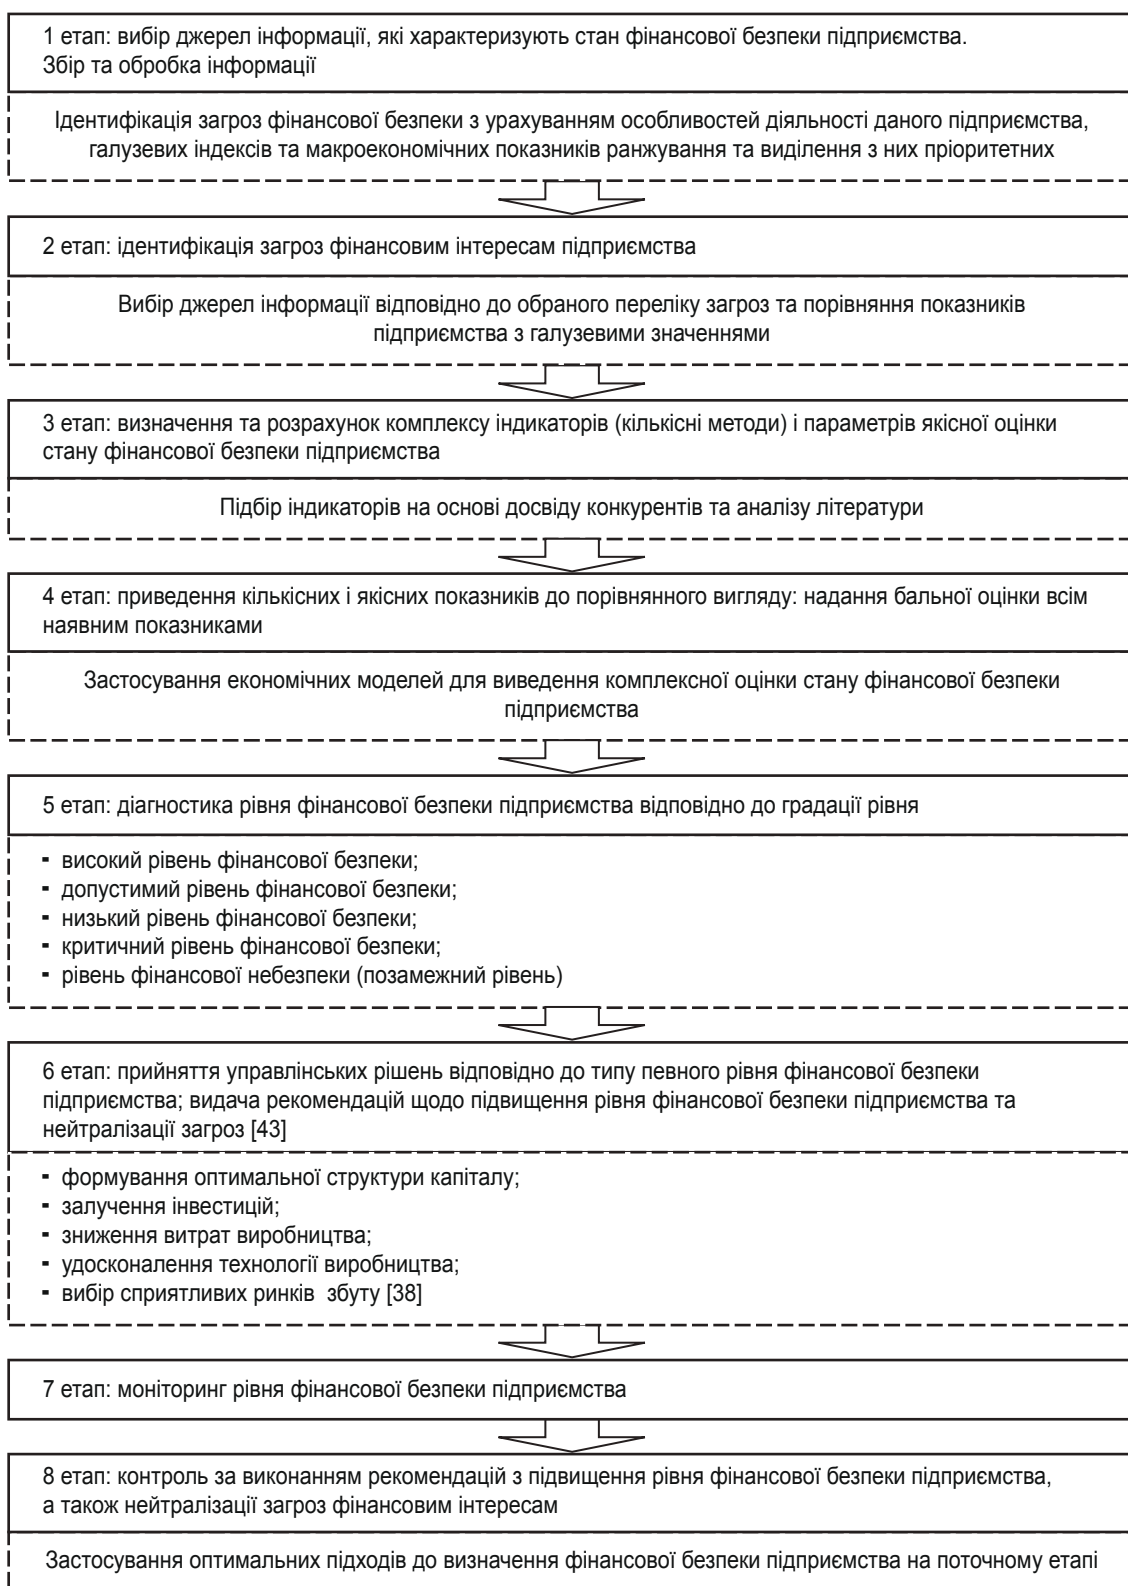 1 етап: вибір джерел інформації, які характеризують стан фінансової безпеки підприємства.
Збір та обробка інформації
Ідентифікація загроз фінансової безпеки з урахуванням особливостей діяльності даного підприємства,
галузевих індексів та макроекономічних показників ранжування та виділення з них пріоритетних
2 етап: ідентифікація загроз фінансовим інтересам підприємства
Вибір джерел інформації відповідно до обраного переліку загроз та порівняння показників
підприємства з галузевими значеннями
3 етап: визначення та розрахунок комплексу індикаторів (кількісні методи) і параметрів якісної оцінки
стану фінансової безпеки підприємства
Підбір індикаторів на основі досвіду конкурентів та аналізу літератури
4 етап: приведення кількісних і якісних показників до порівнянного вигляду: надання бальної оцінки всім
наявним показниками
Застосування економічних моделей для виведення комплексної оцінки стану фінансової безпеки
підприємства
5 етап: діагностика рівня фінансової безпеки підприємства відповідно до градації рівня
- високий рівень фінансової безпеки;
- допустимий рівень фінансової безпеки;
- низький рівень фінансової безпеки;
- критичний рівень фінансової безпеки;
- рівень фінансової небезпеки (позамежний рівень)
6 етап: прийняття управлінських рішень відповідно до типу певного рівня фінансової безпеки
підприємства; видача рекомендацій щодо підвищення рівня фінансової безпеки підприємства та
нейтралізації загроз [43]
- формування оптимальної структури капіталу;
- залучення інвестицій;
- зниження витрат виробництва;
- удосконалення технології виробництва;
- вибір сприятливих ринків збуту [38]
7 етап: моніторинг рівня фінансової безпеки підприємства
8 етап: контроль за виконанням рекомендацій з підвищення рівня фінансової безпеки підприємства,
а також нейтралізації загроз фінансовим інтересам
Застосування оптимальних підходів до визначення фінансової безпеки підприємства на поточному етапі